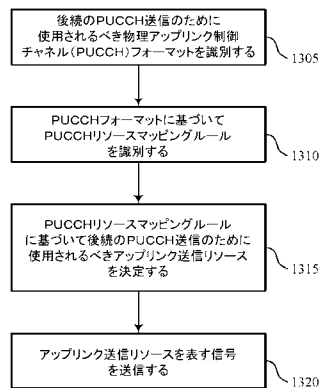 後続のPUCCH送信のために
使用されるべき物理アップリンク制御
チャネル(PUCCH)フォーマットを識別する
1305
PUCCHフォーマットに基づいて
PUCCHリソースマッピングルール
を識別する
1310
PUCCHリソースマッピングルール
に基づいて後続のPUCCH送信のために
使用されるべきアップリンク送信リソース
を決定する
1315
アップリンク送信リソースを表す信号
を送信する
1320